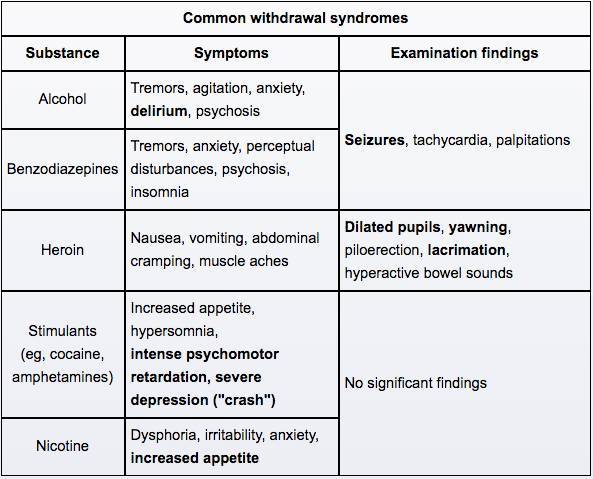 Common withdrawal syndromes
Substance
Symptoms
Examination findings
Alcohol
Tremors, agitation, anxiety,
delirium, psychosis
Seizures, tachycardia, palpitations
Benzodiazepines
Tremors, anxiety, perceptual
disturbances, psychosis,
insomnia
Heroin
Nausea, vomiting, abdominal
cramping, muscle aches
Dilated pupils, yawning,
piloerection, lacrimation,
hyperactive bowel sounds
Stimulants
(eg, cocaine,
amphetamines)
Increased appetite,
hypersomnia,
intense psychomotor
retardation, severe
depression ("crash")
No significant findings
Nicotine
Dysphoria, irritability, anxiety,
increased appetite